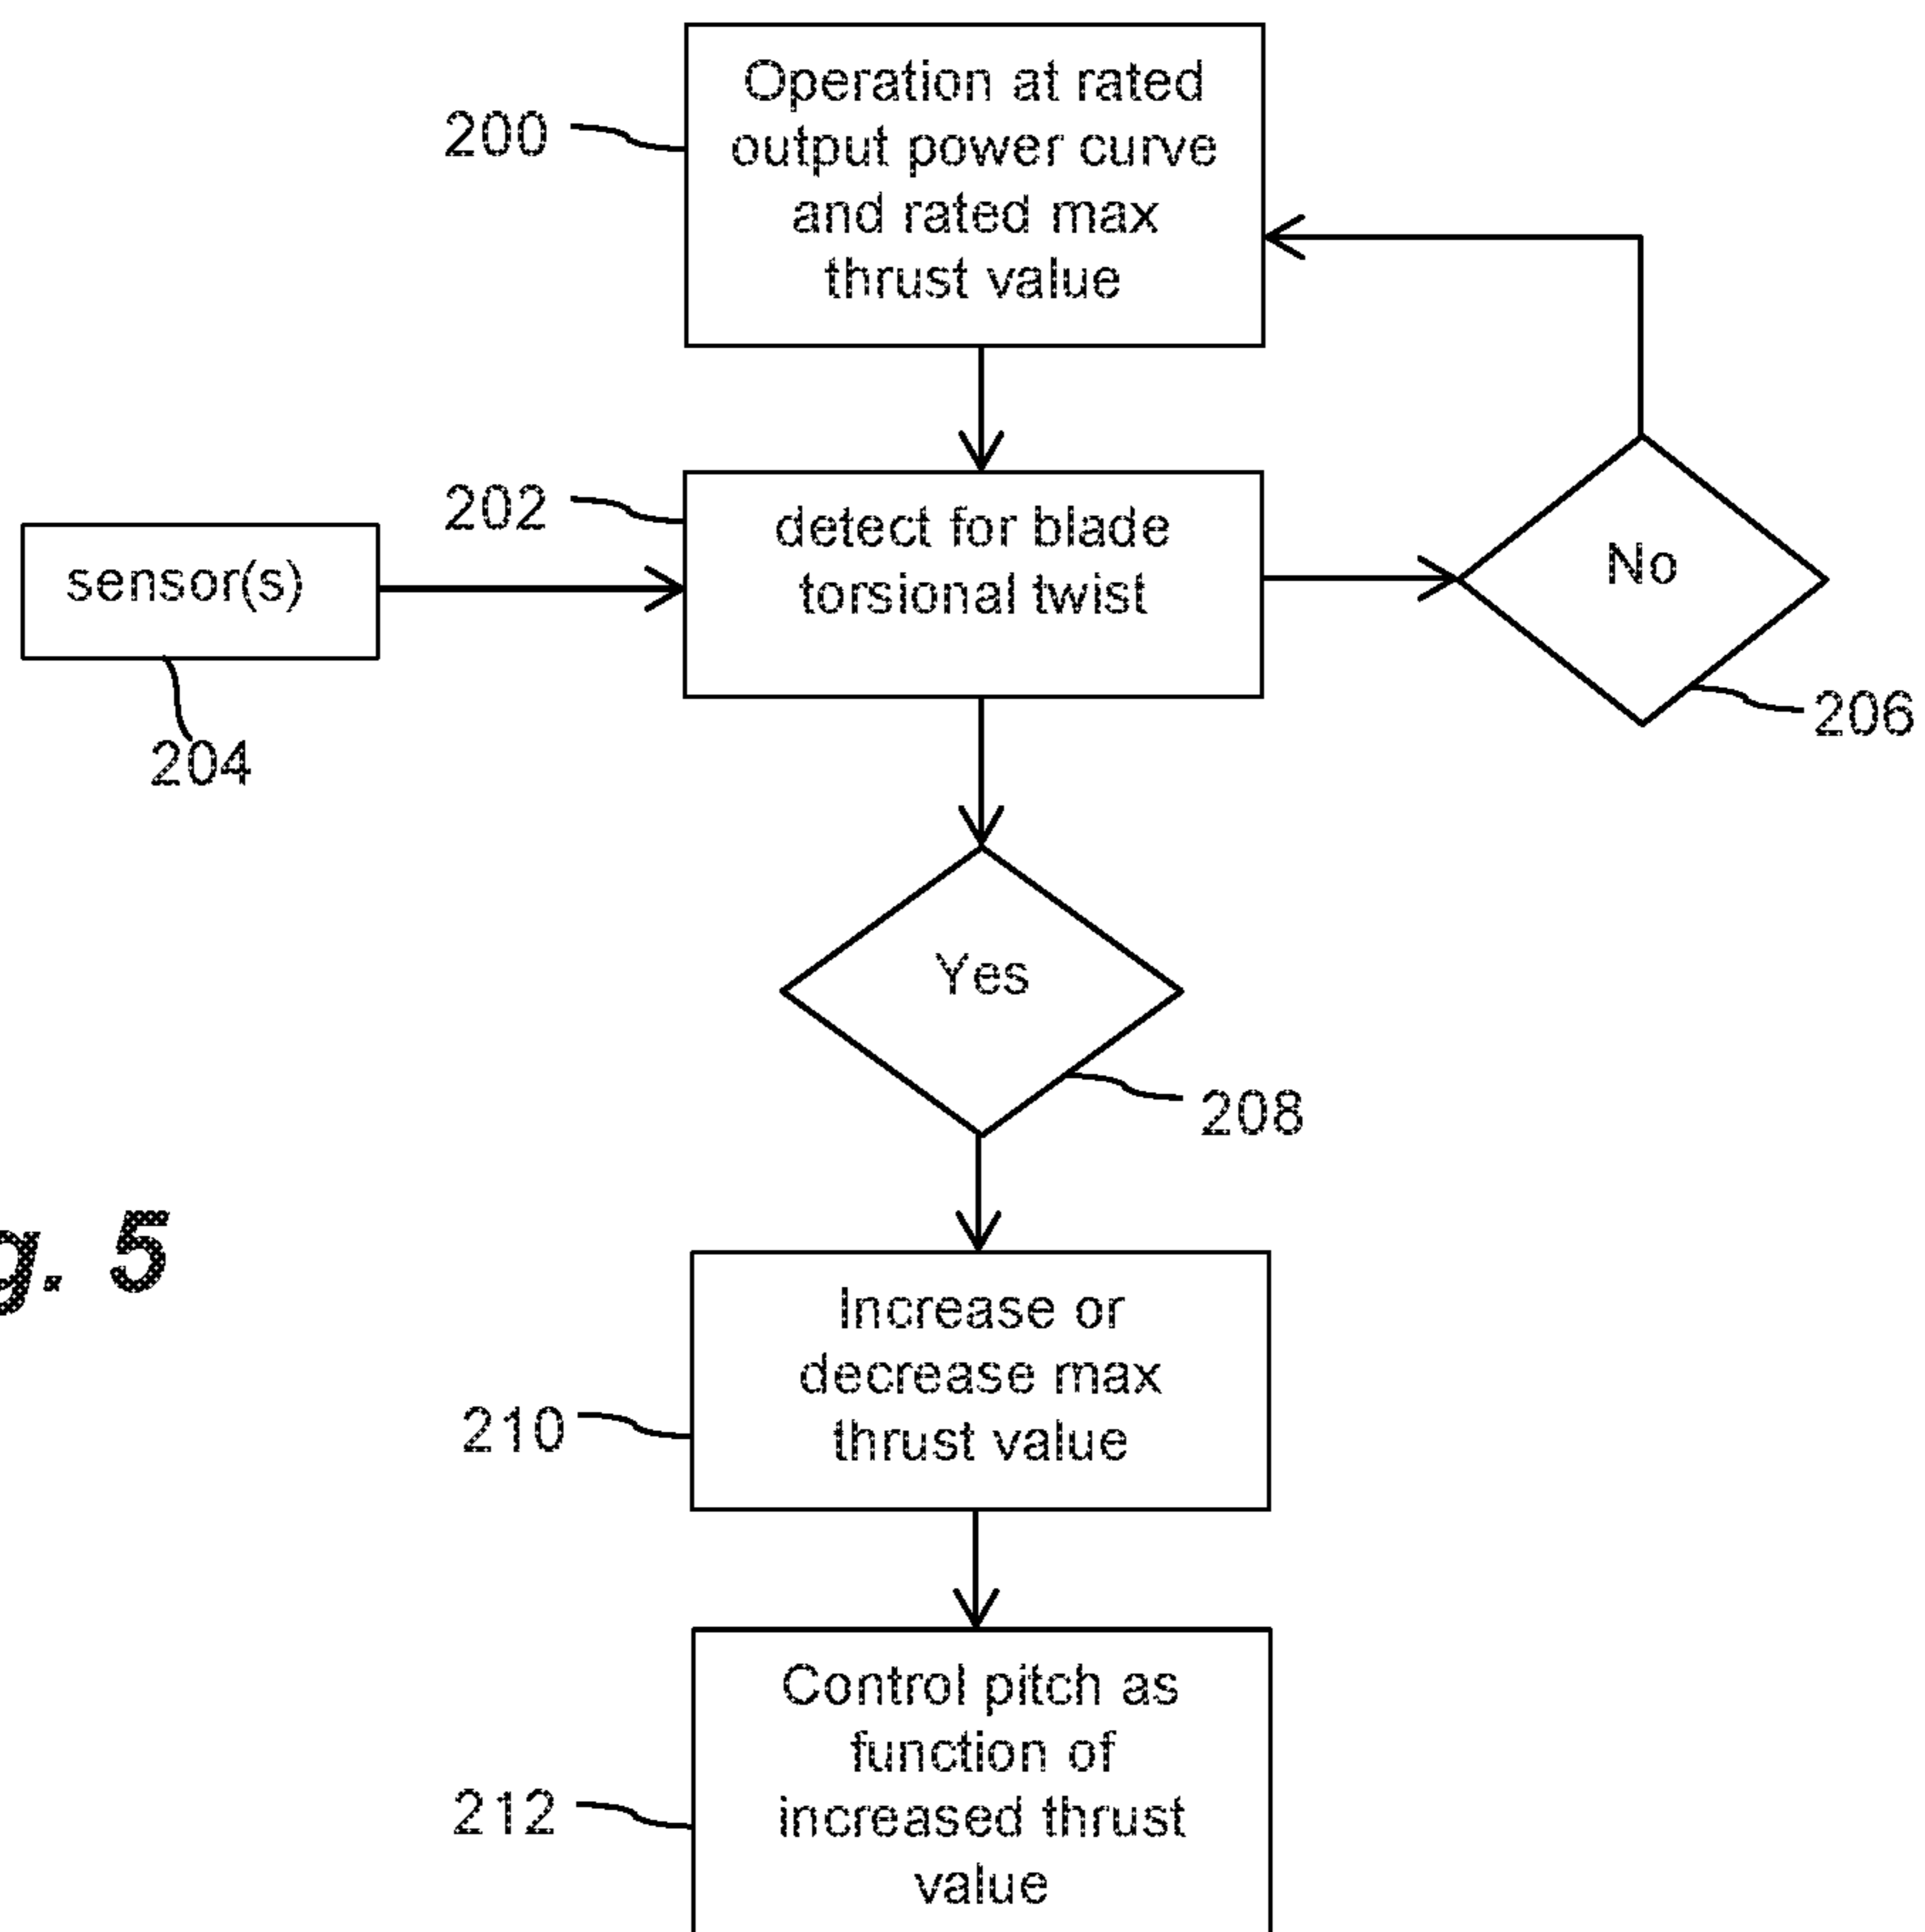 Operation at rated
output power curve
and rated max
thrust value
200
202
detect for blade
torsional twist
sensor(s)
204
No
206
Yes
208
g. 5
Increase or
decrease max
thrust value
210
Control pitch as
function of
increased thrust
value
212